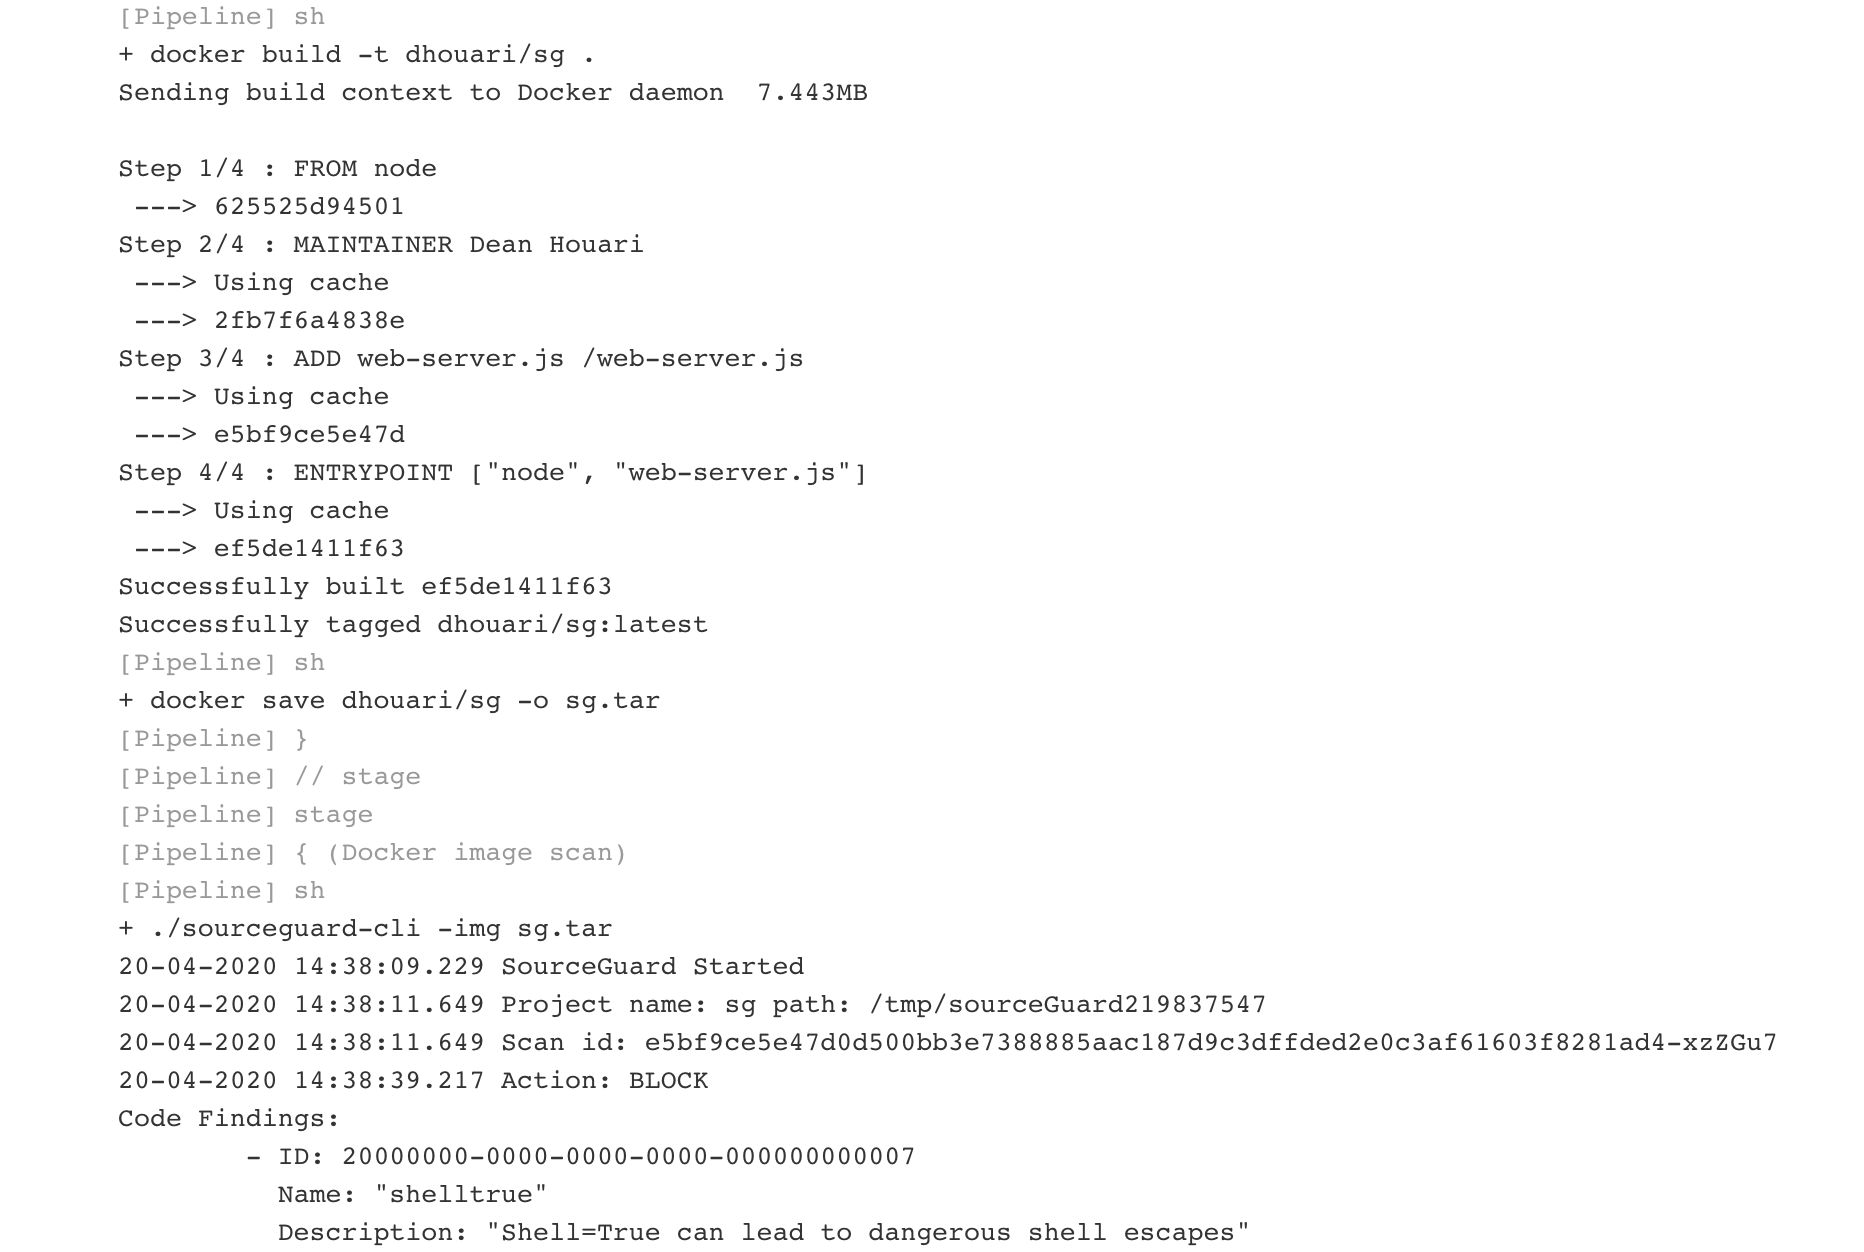 [Pipeline] sh
+ docker build -t dhouari/sg .
Sending build context to Docker daemon  7.443MB

Step 1/4 : FROM node
 ---> 625525d94501
Step 2/4 : MAINTAINER Dean Houari
 ---> Using cache
 ---> 2fb7f6a4838e
Step 3/4 : ADD web-server.js /web-server.js
 ---> Using cache
 ---> e5bf9ce5e47d
Step 4/4 : ENTRYPOINT ["node", "web-server.js"]
 ---> Using cache
 ---> ef5de1411f63
Successfully built ef5de1411f63
Successfully tagged dhouari/sg:latest
[Pipeline] sh
+ docker save dhouari/sg -o sg.tar
[Pipeline] }
[Pipeline] // stage
[Pipeline] stage
[Pipeline] { (Docker image scan)
[Pipeline] sh
+ ./sourceguard-cli -img sg.tar
20-04-2020 14:38:09.229 SourceGuard Started
20-04-2020 14:38:11.649 Project name: sg path: /tmp/sourceGuard219837547
20-04-2020 14:38:11.649 Scan id: e5bf9ce5e47d0d500bb3e7388885aac187d9c3dffded2e0c3af61603f8281ad4-xzZGu7
20-04-2020 14:38:39.217 Action: BLOCK
Code Findings:
        - ID: 20000000-0000-0000-0000-000000000007
          Name: "shelltrue"
          Description: "Shell=True can lead to dangerous shell escapes"